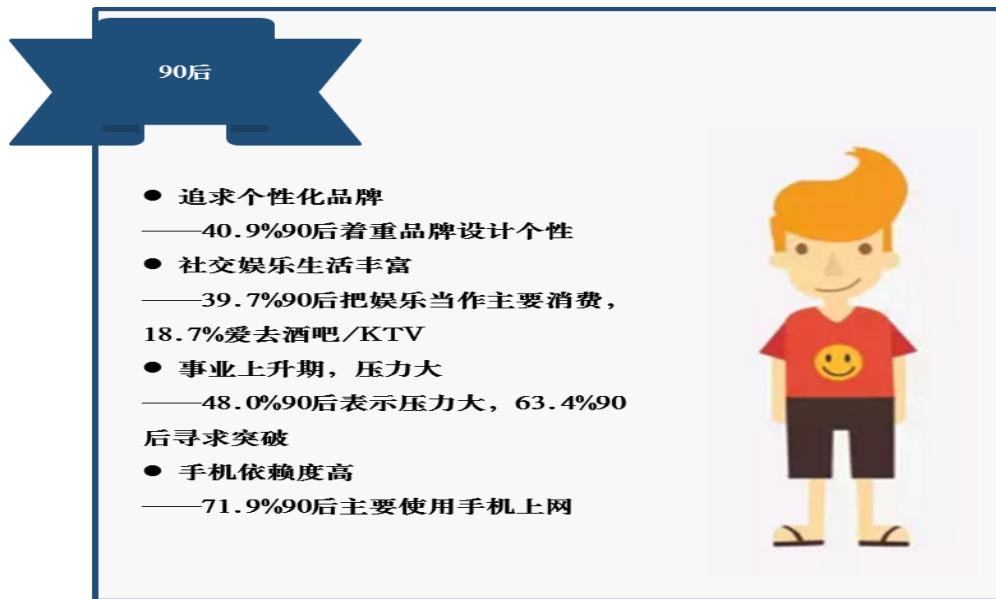 90后
● 追求个性化品牌
——40.9%90后着重品牌设计个性
● 社交娱乐生活丰富
——39.7%90后把娱乐当作主要消费，
18.7%爱去酒吧/KTV
● 事业上升期，压力大
——48.0%90后表示压力大，63.4%90
后寻求突破
● 手机依赖度高
——71.9%90后主要使用手机上网